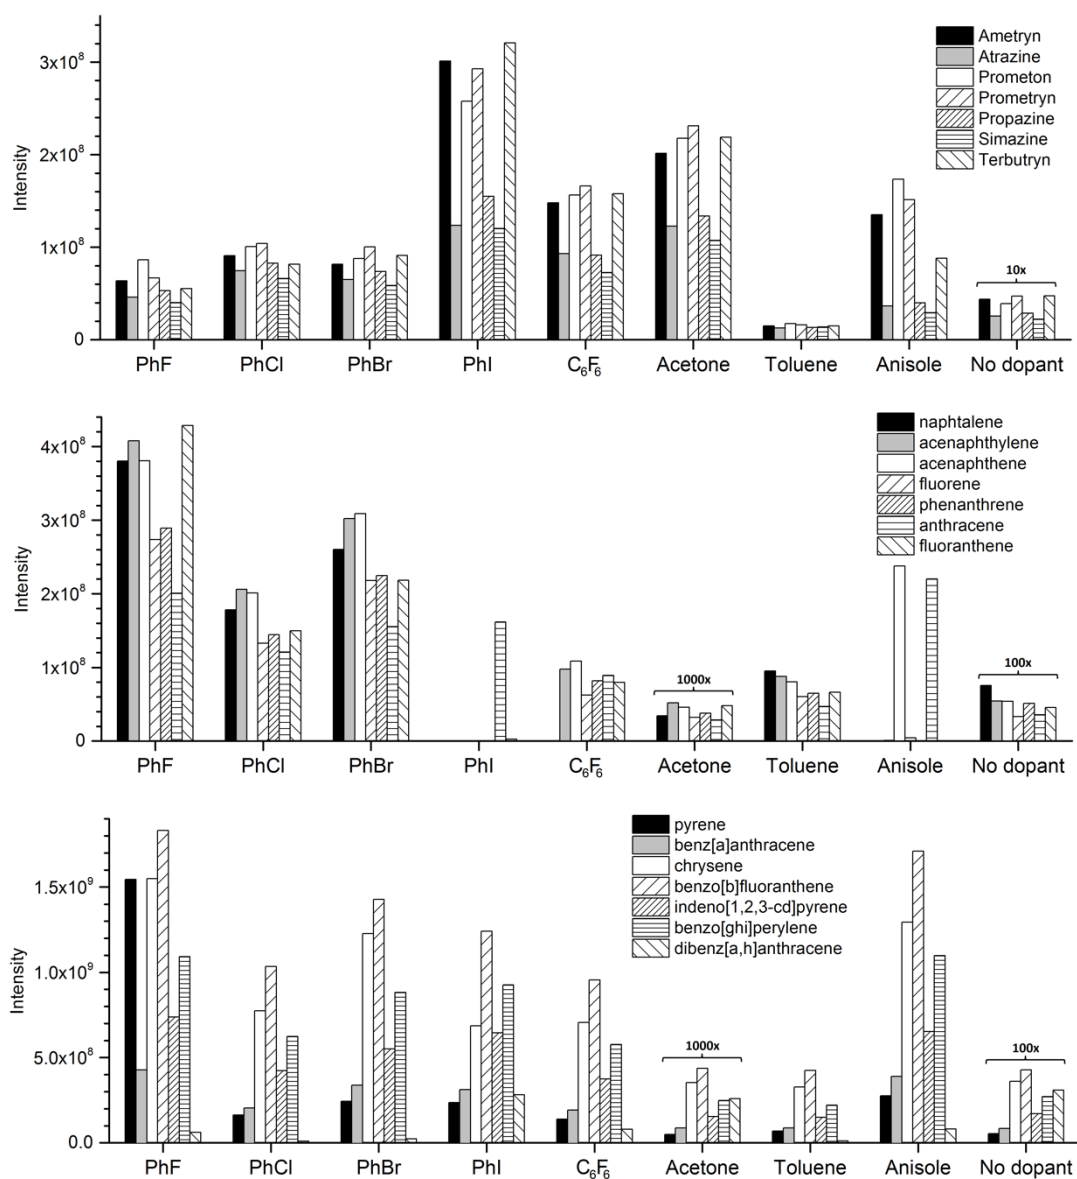 3x10⁸
2x10⁸
1x10⁸
0
Intensity
Ametryn
Atrazine
Prometon
Prometryn
Propazine
Simazine
Terbutryn
10x
PhF PhCl PhBr PhI C₆F₆ Acetone Toluene Anisole No dopant
4x10⁸
3x10⁸
2x10⁸
1x10⁸
0
Intensity
naphtalene
acenaphthylene
acenaphthene
fluorene
phenanthrene
anthracene
fluoranthene
1000x
100x
PhF PhCl PhBr PhI C₆F₆ Acetone Toluene Anisole No dopant
1.5x10⁹
1.0x10⁹
5.0x10⁸
0.0
Intensity
pyrene
benz[a]anthracene
chrysene
benzo[b]fluoranthene
indeno[1,2,3-cd]pyrene
benzo[ghi]perylene
dibenz[a,h]anthracene
1000x
100x
PhF PhCl PhBr PhI C₆F₆ Acetone Toluene Anisole No dopant